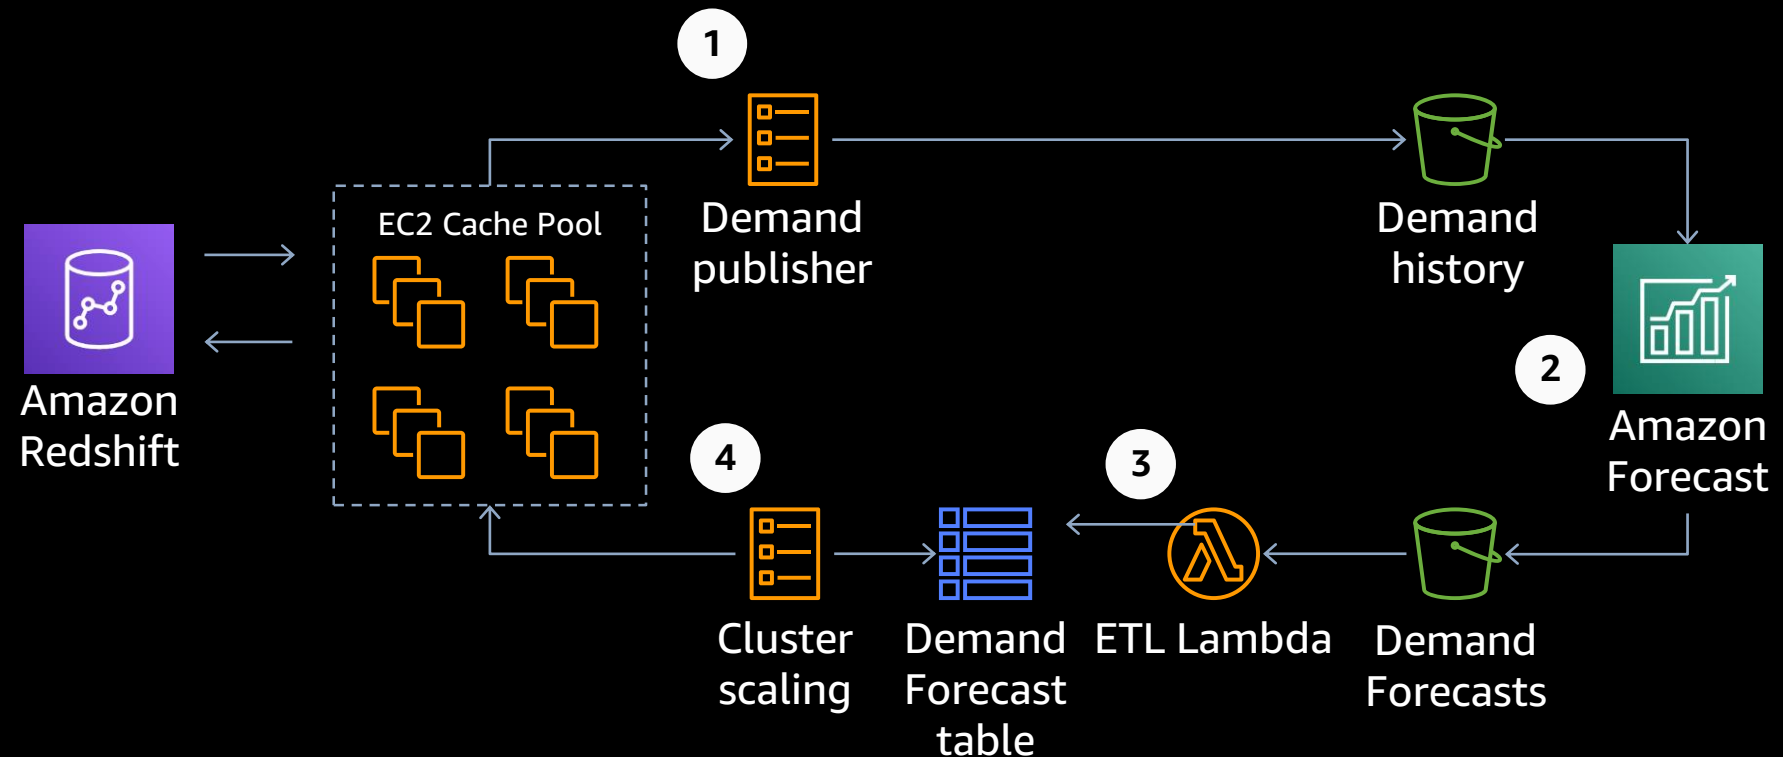 1
Demand
publisher
Demand
history
EC2 Cache Pool
Amazon
Redshift
2
Amazon
Forecast
3
4
Cluster
scaling
Demand
Forecast
table
ETL Lambda
Demand
Forecasts